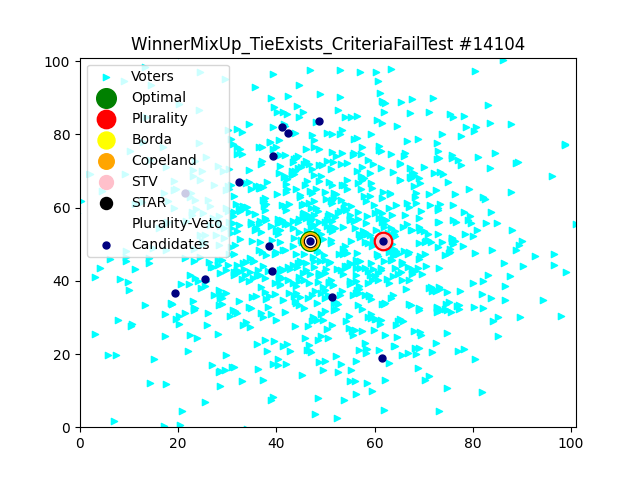 WinnerMixUp_TieExists_CriteriaFailTest #14104
Voters
Optimal
Plurality
Borda
Copeland
STV
STAR
Plurality-Veto
Candidates
100
80
60
40
20
0
0 20 40 60 80 100